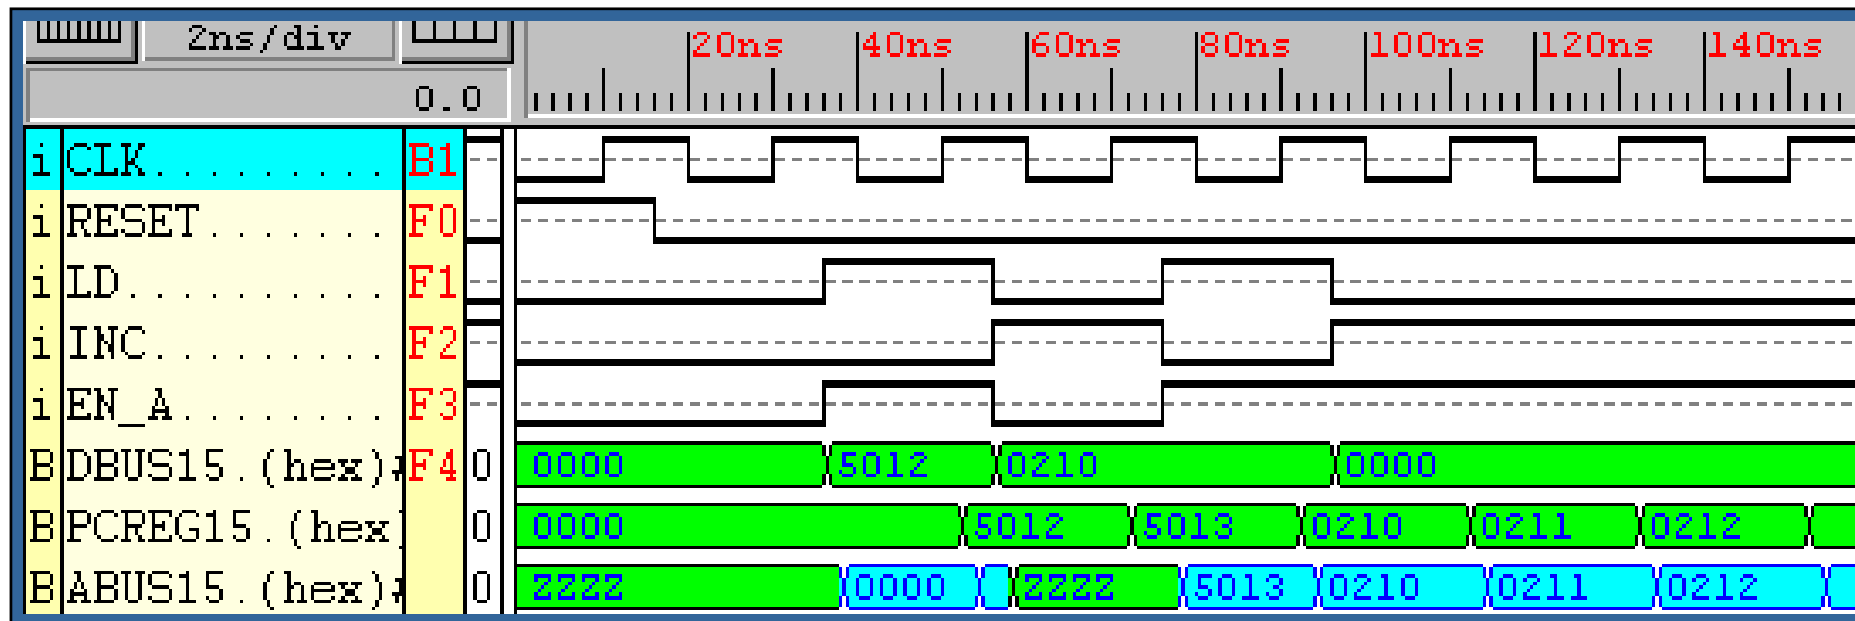 2ns/div 20ns 40ns 60ns 80ns 100ns 120ns 140ns
0.0
i CLK......... B1
i RESET....... F0
i LD.......... F1
i INC......... F2
i EN_A........ F3
B DBUS15.(hex)# F4 0 0000 5012 0210 0000
B PCREG15.(hex 0 0000 5012 5013 0210 0211 0212
B ABUS15.(hex)# 0 ZZZZ 0000 ZZZZ 5013 0210 0211 0212